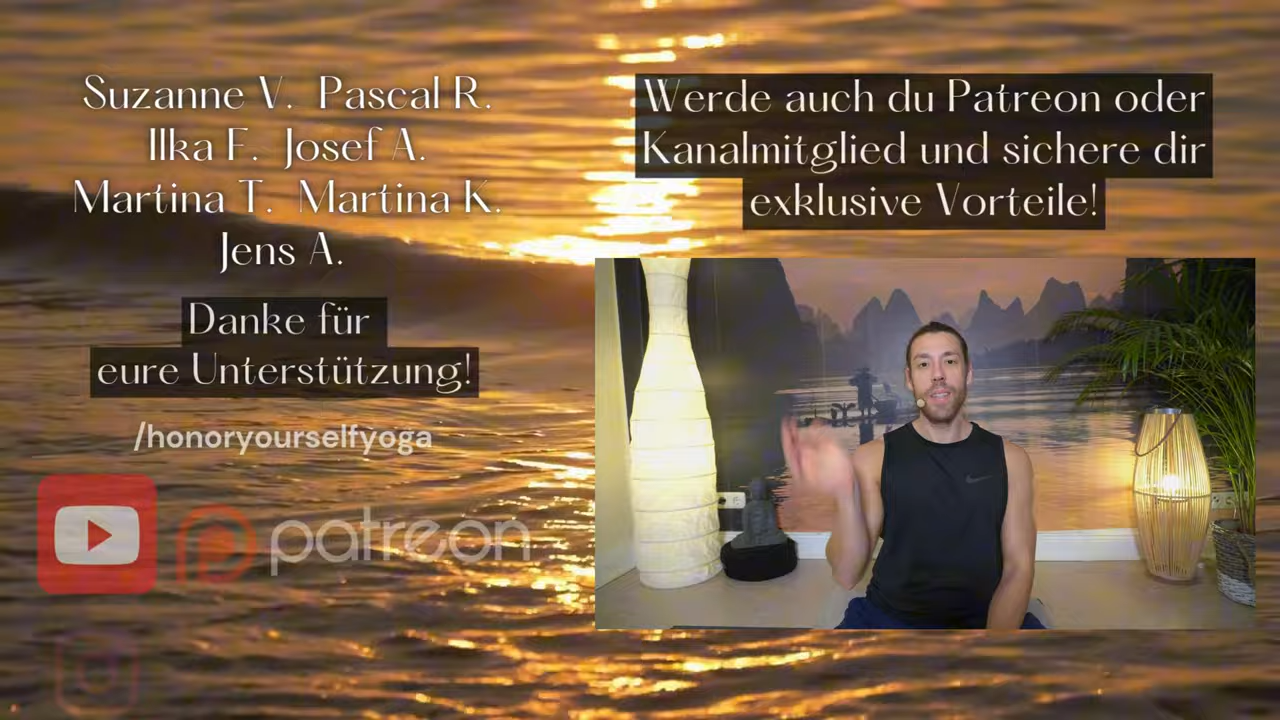 Suzanne V. Pascal R.
Ilka F. Josef A.
Martina T. Martina K.
Jens A.
Danke für
eure Unterstützung!
/honoryourselfyoga
patreon
Werde auch du Patreon oder
Kanalmitglied und sichere dir
exklusive Vorteile!